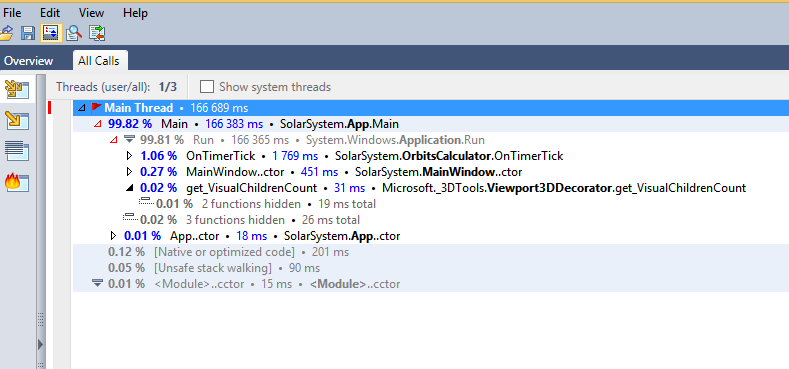 File Edit View Help
Overview All Calls
Threads (user/all): 1/3 Show system threads
Main Thread • 166 689 ms
99.82 % Main • 166 383 ms • SolarSystem.App.Main
99.81 % Run • 166 365 ms • System.Windows.Application.Run
1.06 % OnTimerTick • 1 769 ms • SolarSystem.OrbitsCalculator.OnTimerTick
0.27 % MainWindow..ctor • 451 ms • SolarSystem.MainWindow..ctor
0.02 % get_VisualChildrenCount • 31 ms • Microsoft._3DTools.Viewport3DDecorator.get_VisualChildrenCount
0.01 % 2 functions hidden • 19 ms total
0.02 % 3 functions hidden • 26 ms total
0.01 % App..ctor • 18 ms • SolarSystem.App..ctor
0.12 % [Native or optimized code] • 201 ms
0.05 % [Unsafe stack walking] • 90 ms
0.01 % <Module>..cctor • 15 ms • <Module>..cctor